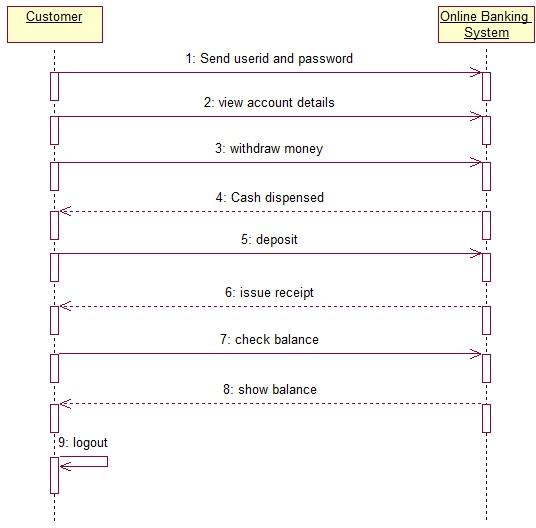 Customer
Online Banking
System
1: Send userid and password
2: view account details
3: withdraw money
4: Cash dispensed
5: deposit
6: issue receipt
7: check balance
8: show balance
9: logout